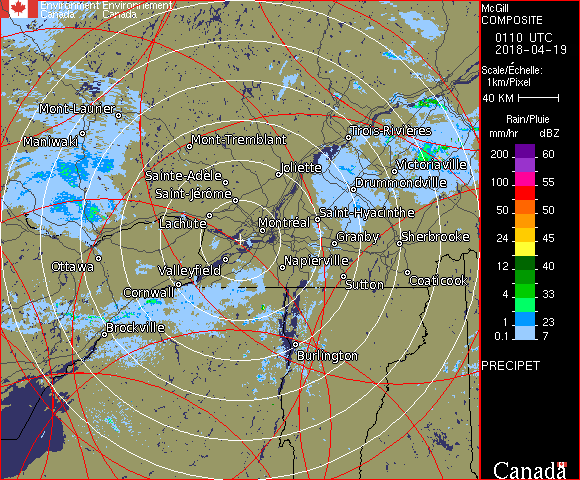 Environment Environnement
Canada Canada
McGill
COMPOSITE
0110 UTC
2018-04-19
Scale/Échelle:
1km/Pixel
40 KM
Rain/Pluie
mm/hr dBZ
200 60
100 55
50 50
24 45
12 40
4 33
1 23
0.1 7
PRECIPET
Mont-Laurier
Maniwaki
Mont-Tremblant
Trois-Rivières
Sainte-Adèle
Joliette
Victoriaville
Saint-Jérôme
Drummondville
Lachute
Montréal
Saint-Hyacinthe
Granby
Sherbrooke
Ottawa
Valleyfield
Napierville
Cornwall
Sutton
Coaticook
Brockville
Burlington
Canada